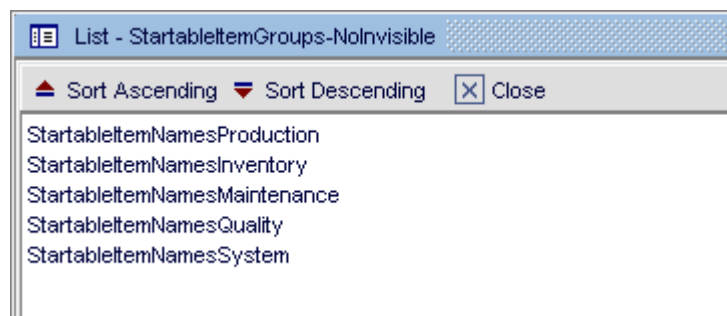 List - StartableItemGroups-NoInvisible
Sort Ascending Sort Descending Close
StartableItemNamesProduction
StartableItemNamesInventory
StartableItemNamesMaintenance
StartableItemNamesQuality
StartableItemNamesSystem